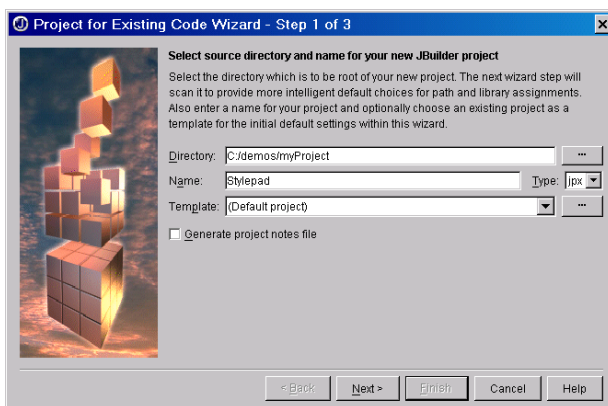 Project for Existing Code Wizard - Step 1 of 3
Select source directory and name for your new JBuilder project
Select the directory which is to be root of your new project. The next wizard step will
scan it to provide more intelligent default choices for path and library assignments.
Also enter a name for your project and optionally choose an existing project as a
template for the initial default settings within this wizard.
Directory: C:/demos/myProject ...
Name: Stylepad Type: jpx
Template: (Default project) ...
Generate project notes file
< Back Next > Finish Cancel Help